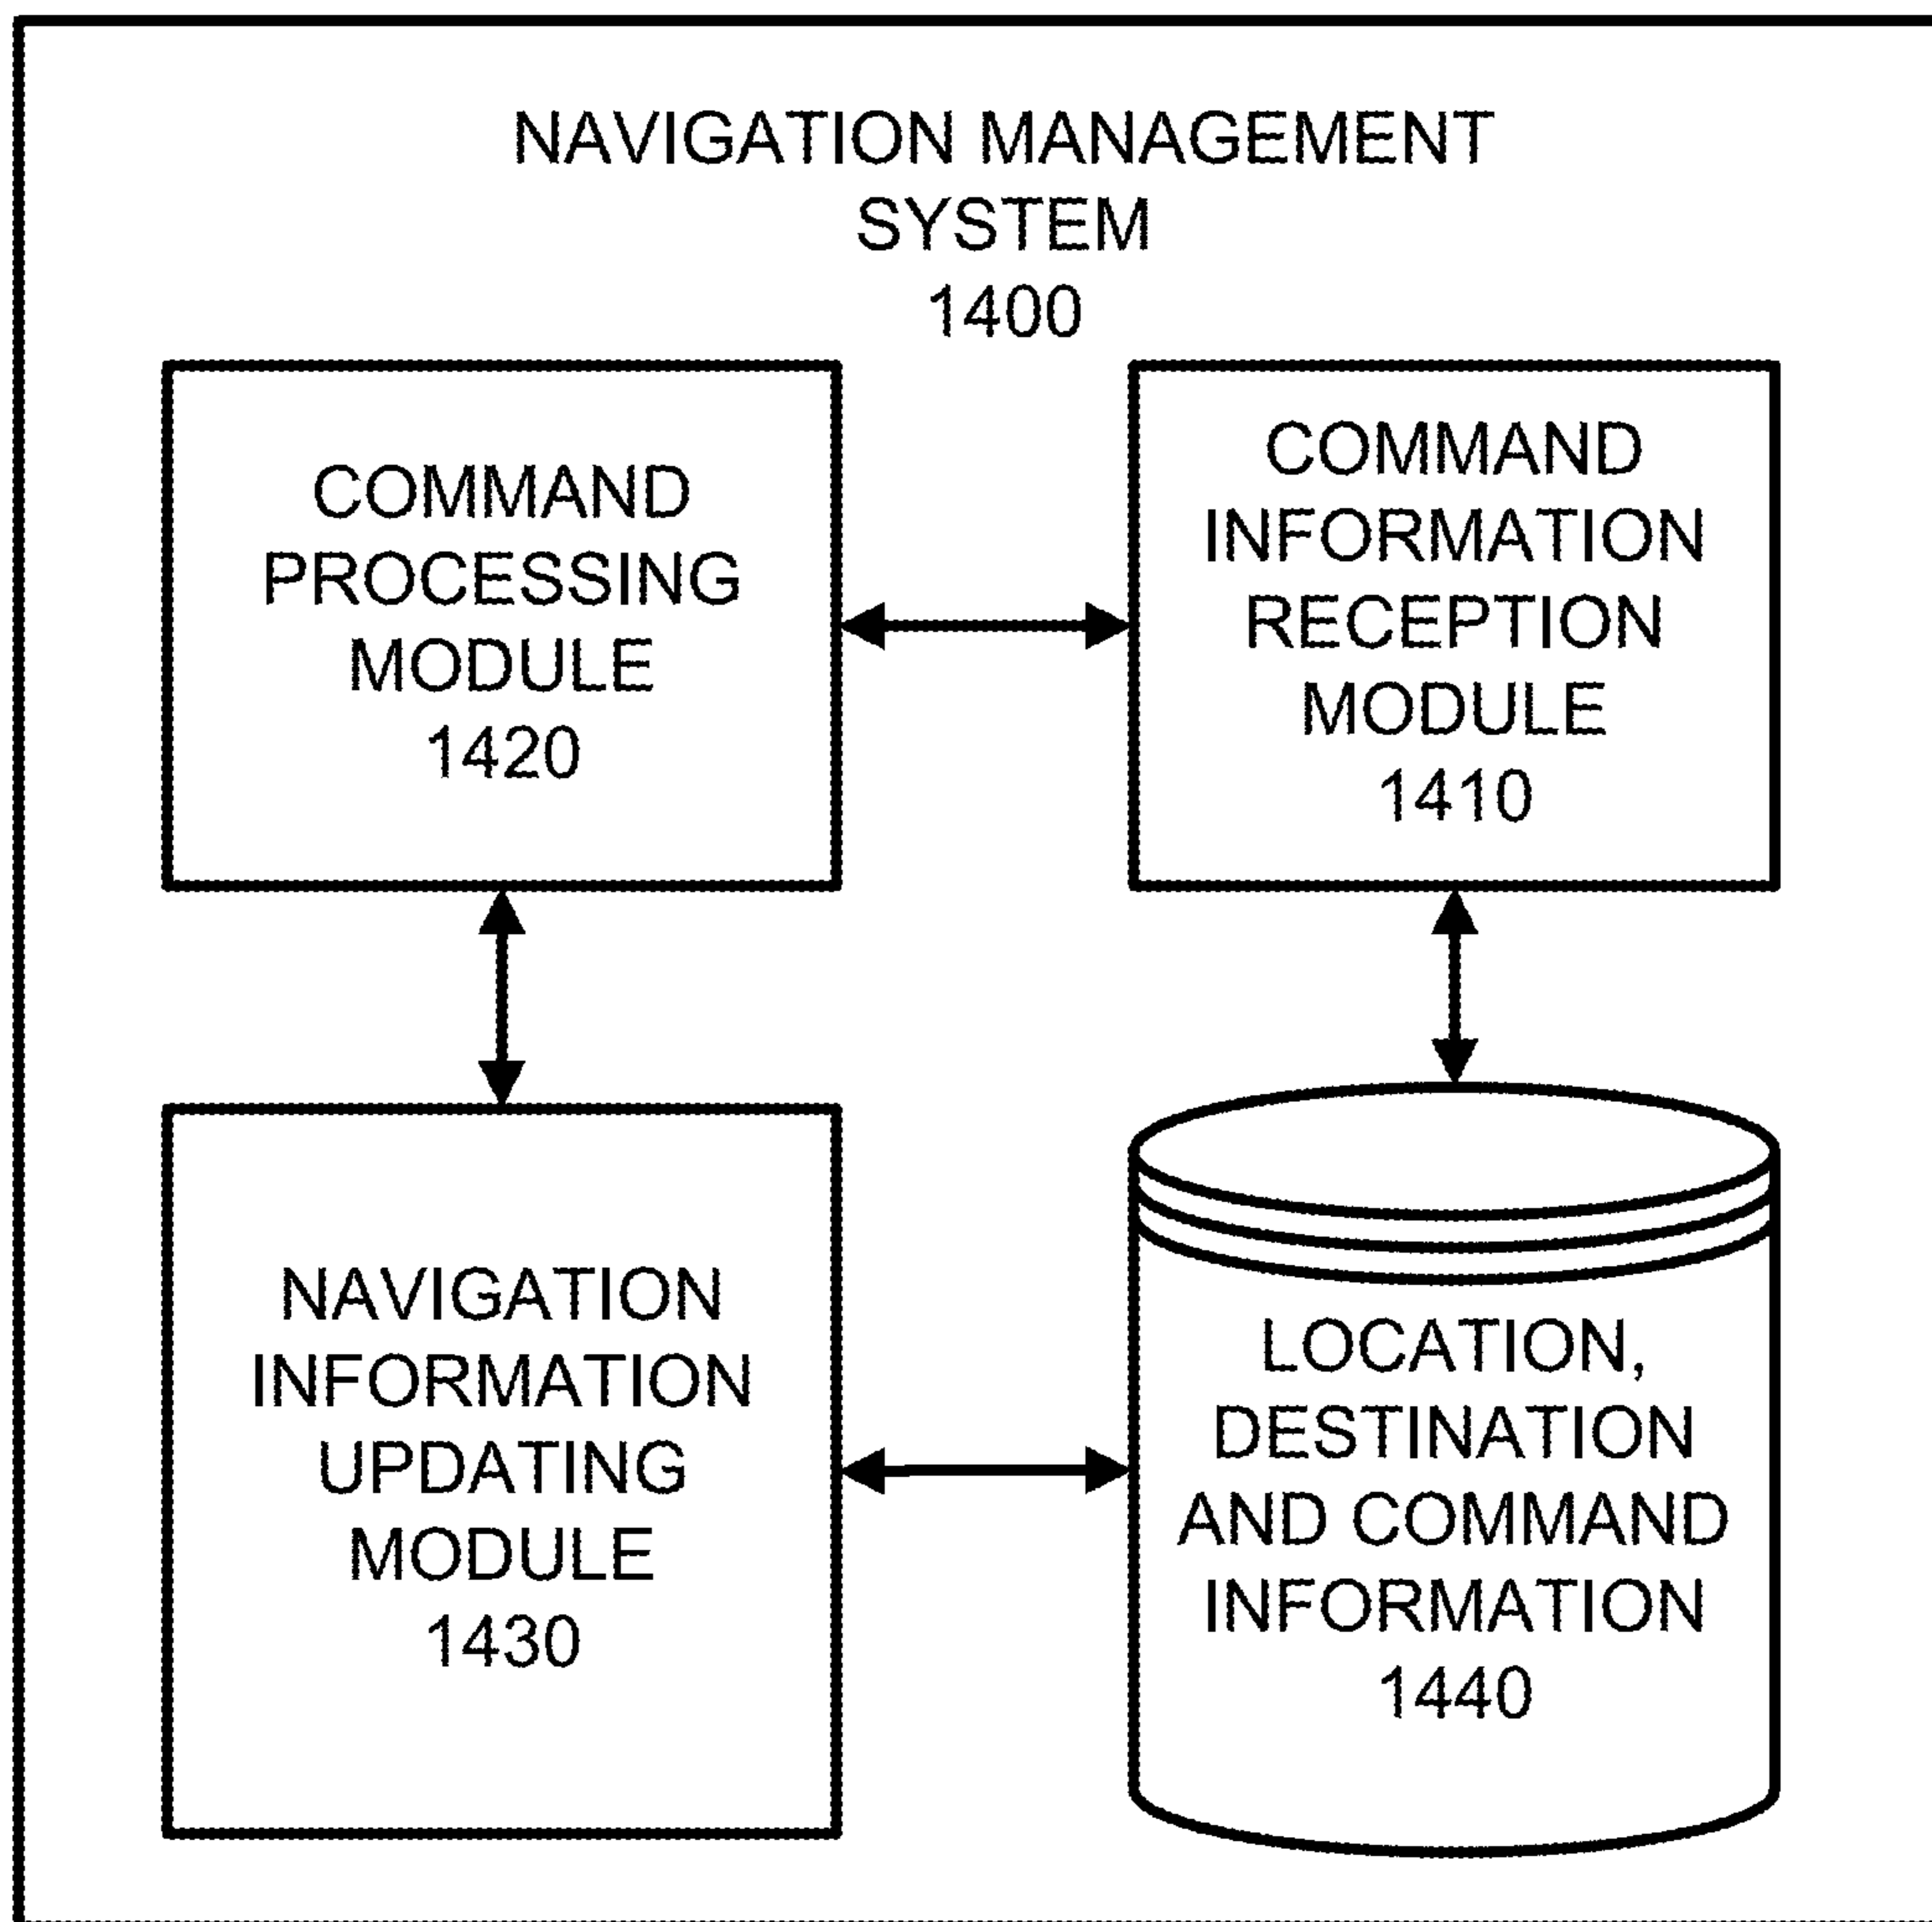 NAVIGATION MANAGEMENT
SYSTEM
1400
COMMAND
PROCESSING
MODULE
1420
COMMAND
INFORMATION
RECEPTION
MODULE
1410
NAVIGATION
INFORMATION
UPDATING
MODULE
1430
LOCATION,
DESTINATION
AND COMMAND
INFORMATION
1440